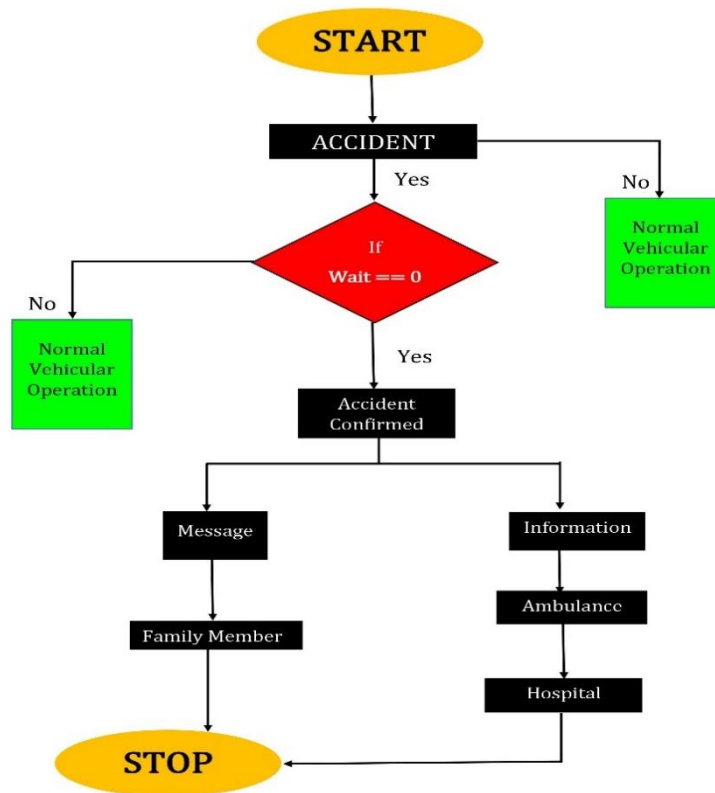 START
ACCIDENT
Yes
No
If
Wait == 0
Normal
Vehicular
Operation
No
Normal
Vehicular
Operation
Yes
Accident
Confirmed
Message
Information
Ambulance
Family Member
Hospital
STOP